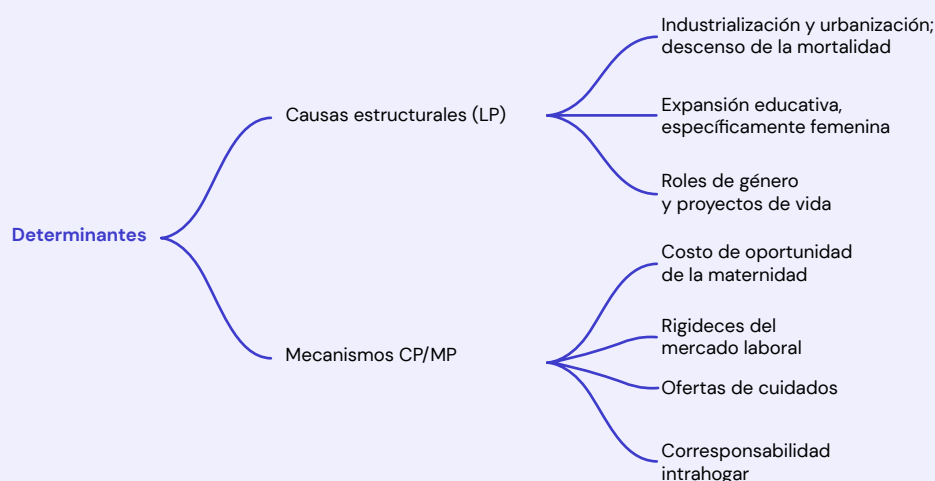 Industrialización y urbanización;
descenso de la mortalidad
Causas estructurales (LP)
Expansión educativa,
específicamente femenina
Roles de género
y proyectos de vida
Determinantes
Costo de oportunidad
de la maternidad
Mecanismos CP/MP
Rigideces del
mercado laboral
Ofertas de cuidados
Corresponsabilidad
intrahogar